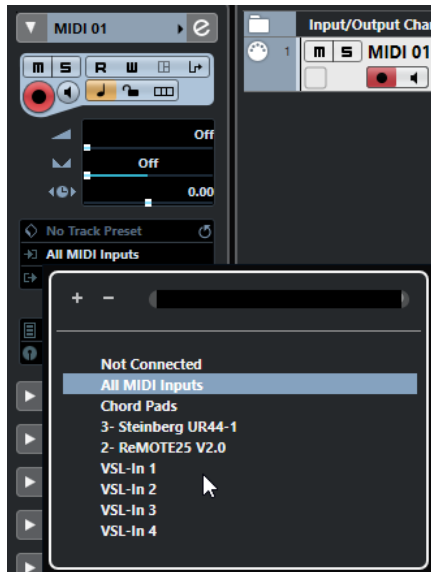 MIDI 01
e
Input/Output Cha
m S R W
1 m S MIDI 01
Off
Off
0.00
No Track Preset
All MIDI Inputs
+ −
Not Connected
All MIDI Inputs
Chord Pads
3- Steinberg UR44-1
2- ReMOTE25 V2.0
VSL-In 1
VSL-In 2
VSL-In 3
VSL-In 4